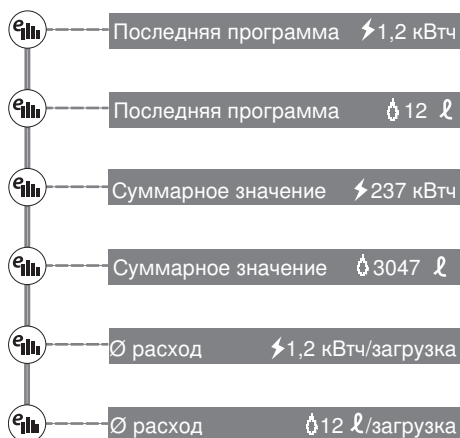 Последняя программа 1,2 кВтч
Последняя программа 12 ℓ
Суммарное значение 237 кВтч
Суммарное значение 3047 ℓ
Ø расход 1,2 кВтч/загрузка
Ø расход 12 ℓ/загрузка